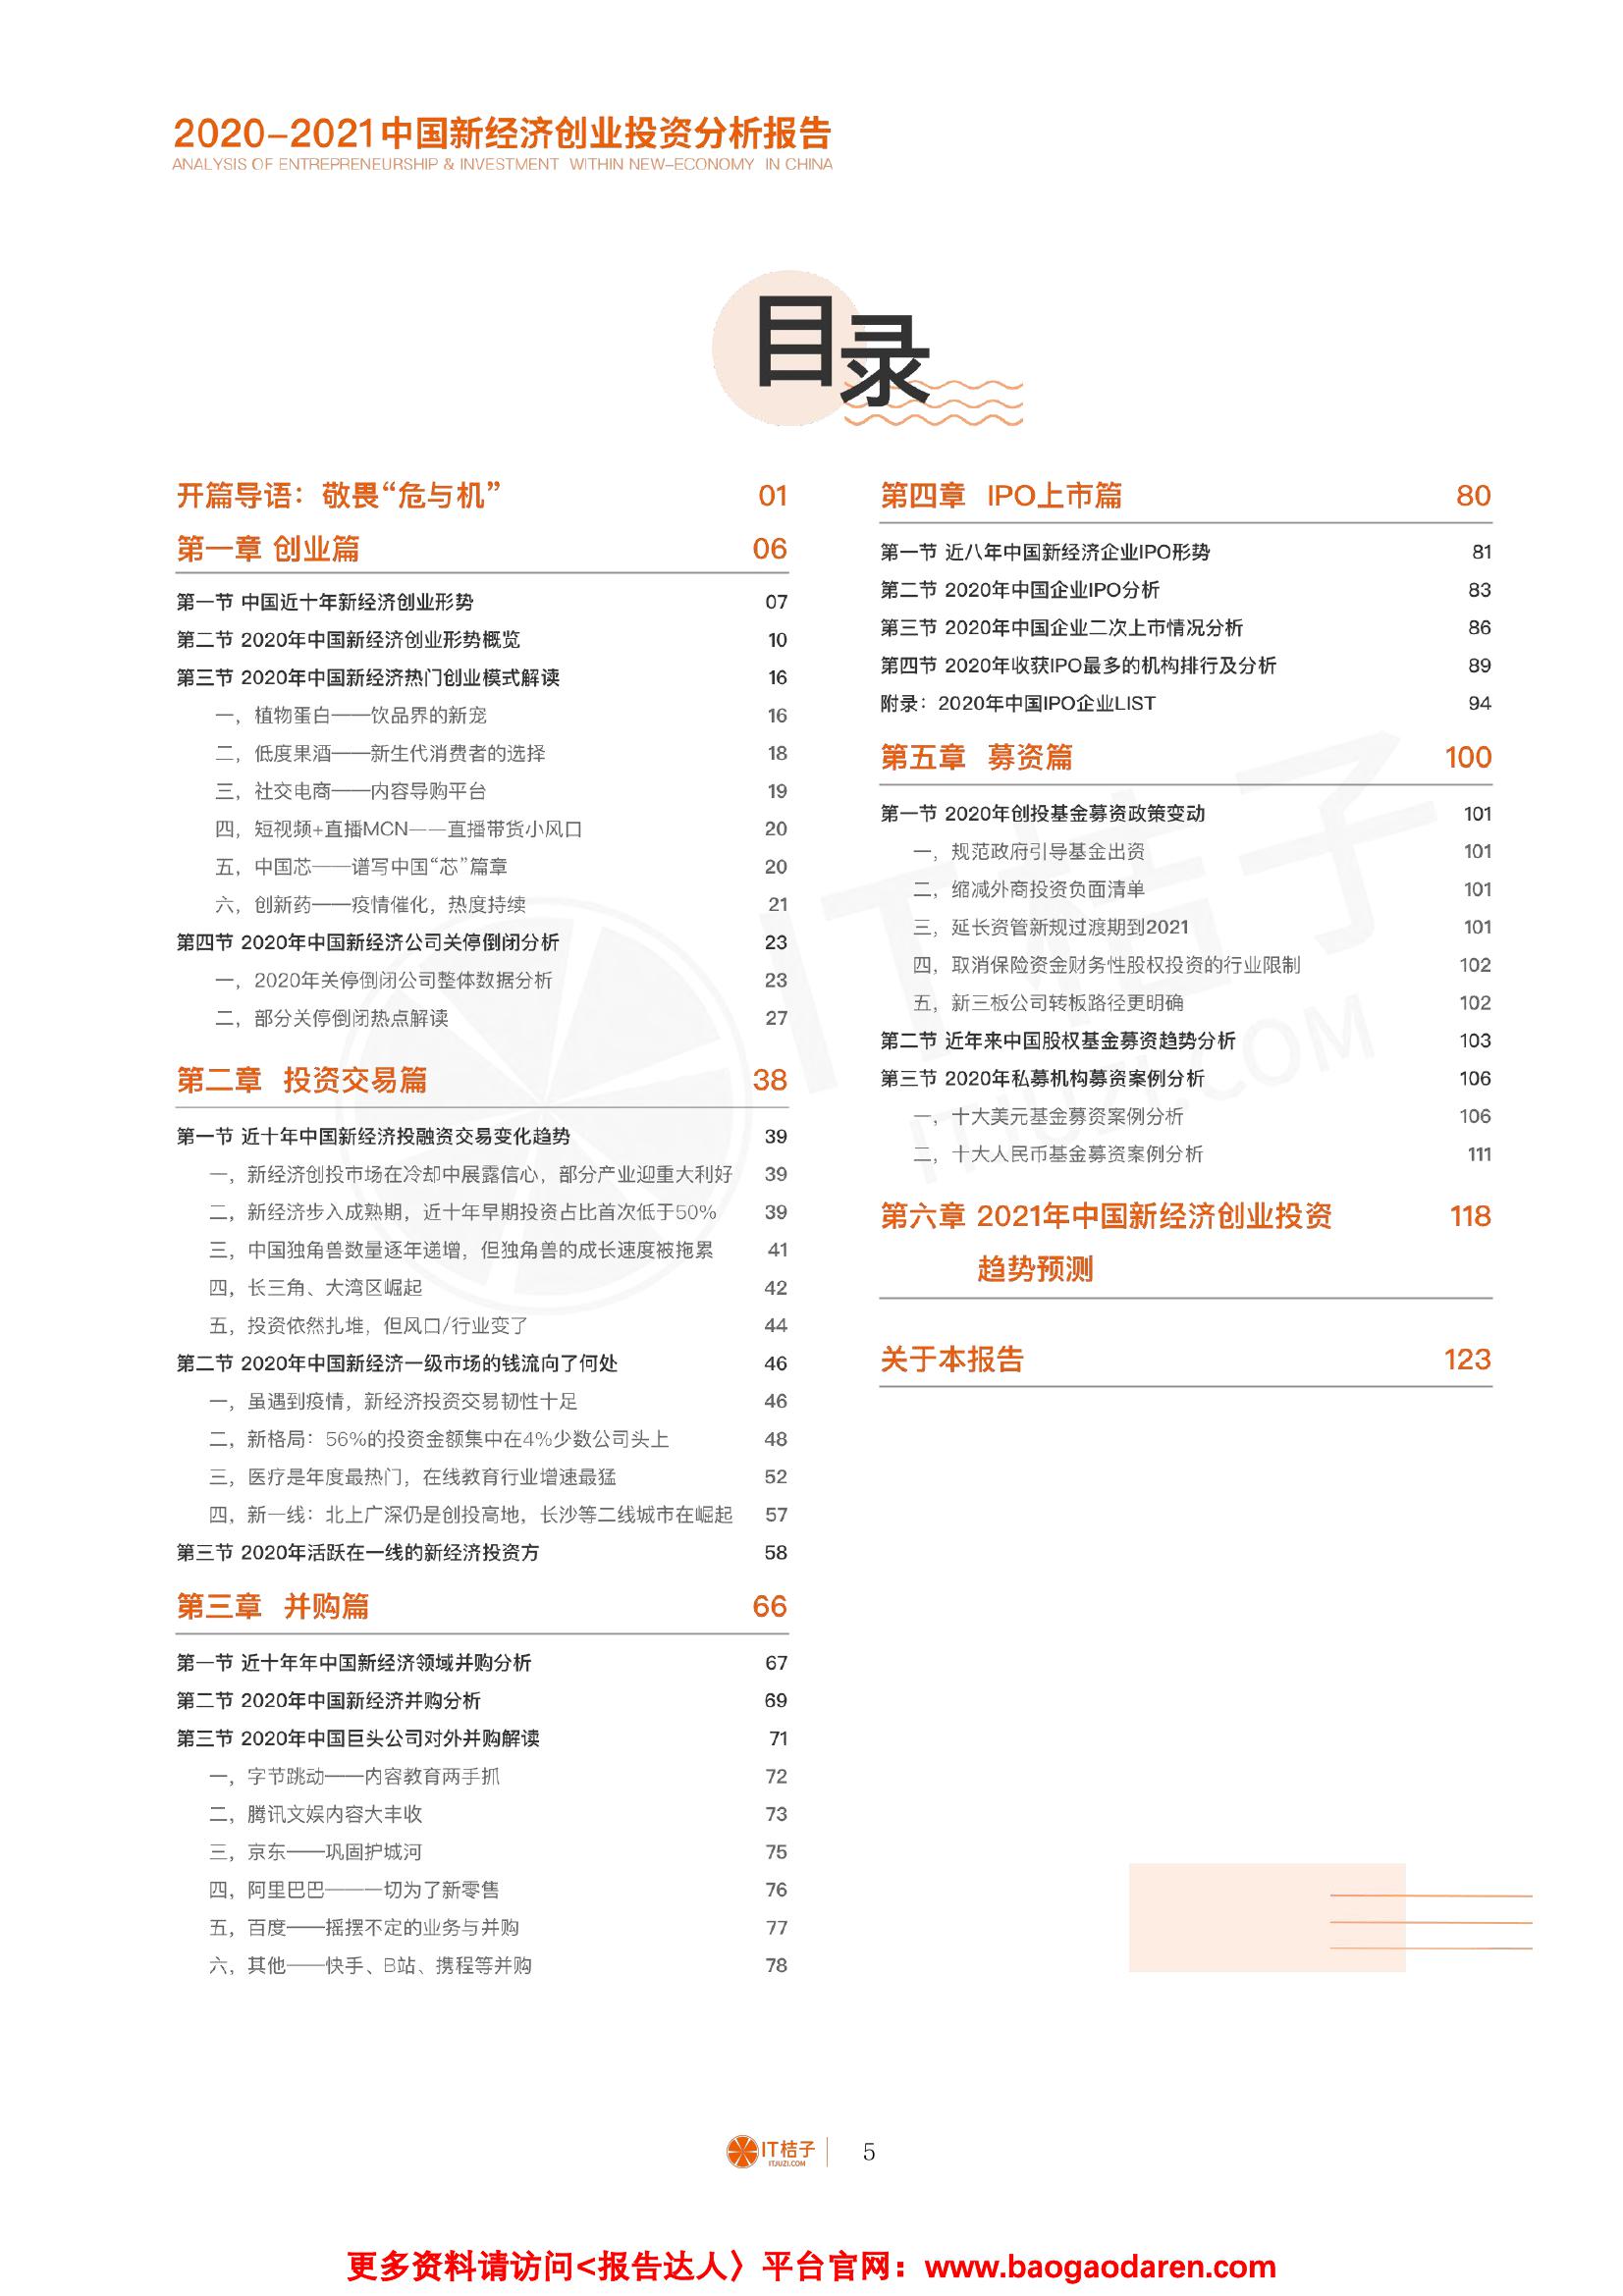 2020-2021中国新经济创业投资分析报告
ANALYSIS OF ENTREPRENEURSHIP & INVESTMENT WITHIN NEW-ECONOMY IN CHINA
目录
开篇导语：敬畏“危与机” 01
第一章 创业篇 06
第一节 中国近十年新经济创业形势 07
第二节 2020年中国新经济创业形势概览 10
第三节 2020年中国新经济热门创业模式解读 16
一，植物蛋白——饮品界的新宠 16
二，低度果酒——新生代消费者的选择 18
三，社交电商——内容导购平台 19
四，短视频+直播MCN——直播带货小风口 20
五，中国芯——谱写中国“芯”篇章 20
六，创新药——疫情催化，热度持续 21
第四节 2020年中国新经济公司关停倒闭分析 23
一，2020年关停倒闭公司整体数据分析 23
二，部分关停倒闭热点解读 27
第二章 投资交易篇 38
第一节 近十年中国新经济投融资交易变化趋势 39
一，新经济创投市场在冷却中展露信心，部分产业迎重大利好 39
二，新经济步入成熟期，近十年早期投资占比首次低于50% 39
三，中国独角兽数量逐年递增，但独角兽的成长速度被拖累 41
四，长三角、大湾区崛起 42
五，投资依然扎堆，但风口/行业变了 44
第二节 2020年中国新经济一级市场的钱流向了何处 46
一，虽遇到疫情，新经济投资交易韧性十足 46
二，新格局：56%的投资金额集中在4%少数公司头上 48
三，医疗是年度最热门，在线教育行业增速最猛 52
四，新一线：北上广深仍是创投高地，长沙等二线城市在崛起 57
第三节 2020年活跃在一线的新经济投资方 58
第三章 并购篇 66
第一节 近十年年中国新经济领域并购分析 67
第二节 2020年中国新经济并购分析 69
第三节 2020年中国巨头公司对外并购解读 71
一，字节跳动——内容教育两手抓 72
二，腾讯文娱内容大丰收 73
三，京东——巩固护城河 75
四，阿里巴巴——一切为了新零售 76
五，百度——摇摆不定的业务与并购 77
六，其他——快手、B站、携程等并购 78
第四章 IPO上市篇 80
第一节 近八年中国新经济企业IPO形势 81
第二节 2020年中国企业IPO分析 83
第三节 2020年中国企业二次上市情况分析 86
第四节 2020年收获IPO最多的机构排行及分析 89
附录：2020年中国IPO企业LIST 94
第五章 募资篇 100
第一节 2020年创投基金募资政策变动 101
一，规范政府引导基金出资 101
二，缩减外商投资负面清单 101
三，延长资管新规过渡期到2021 101
四，取消保险资金财务性股权投资的行业限制 102
五，新三板公司转板路径更明确 102
第二节 近年来中国股权基金募资趋势分析 103
第三节 2020年私募机构募资案例分析 106
一，十大美元基金募资案例分析 106
二，十大人民币基金募资案例分析 111
第六章 2021年中国新经济创业投资 118
趋势预测
关于本报告 123
IT桔子
ITJUZI.COM
IT桔子
ITJUZI.COM
5
更多资料请访问<报告达人〉平台官网：www.baogaodaren.com